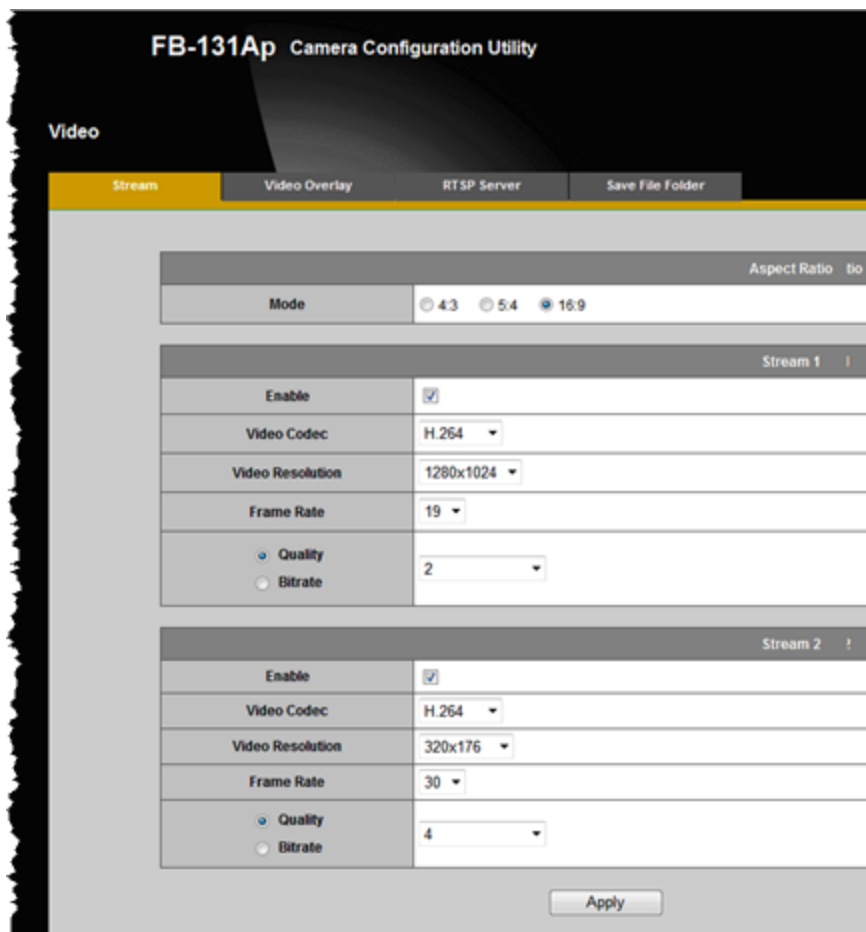 FB-131Ap Camera Configuration Utility
Video
Stream Video Overlay RTSP Server Save File Folder
Aspect Ratio tio
Mode 4:3 5:4 16:9
Stream 1
Enable
Video Codec H.264
Video Resolution 1280x1024
Frame Rate 19
Quality
Bitrate
2
Stream 2
Enable
Video Codec H.264
Video Resolution 320x176
Frame Rate 30
Quality
Bitrate
4
Apply